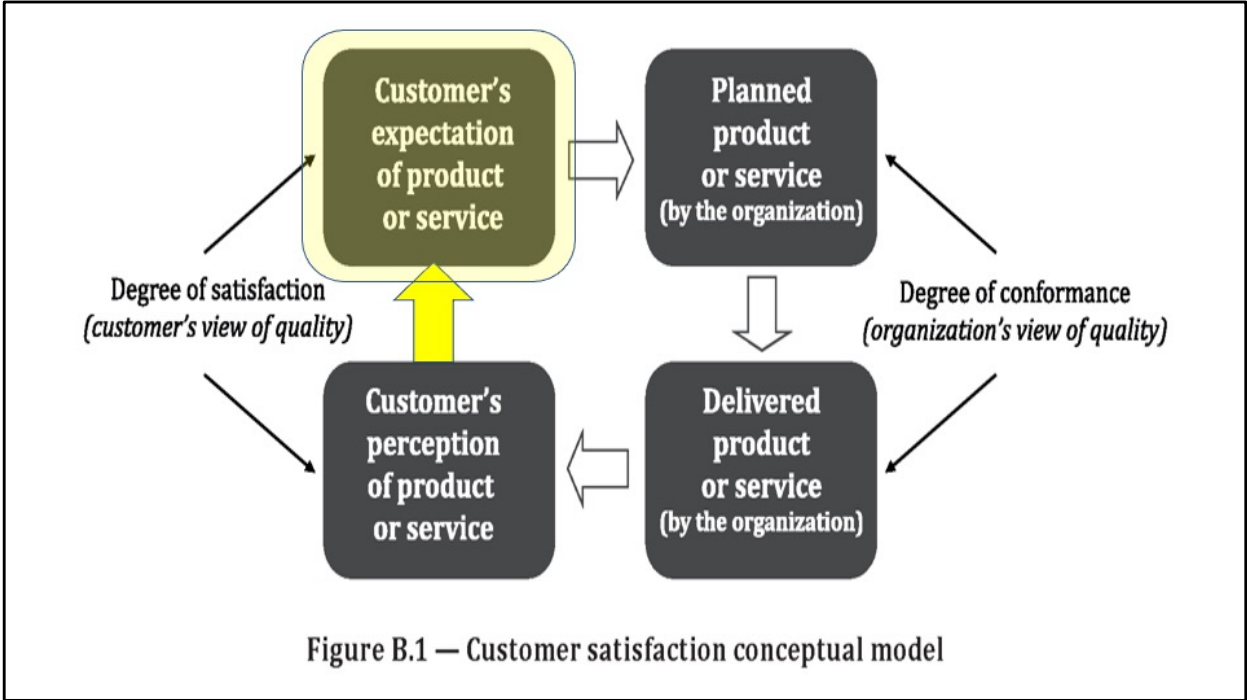 Customer's
expectation
of product
or service
Planned
product
or service
(by the organization)
Degree of satisfaction
(customer's view of quality)
Degree of conformance
(organization's view of quality)
Customer's
perception
of product
or service
Delivered
product
or service
(by the organization)
Figure B.1 — Customer satisfaction conceptual model